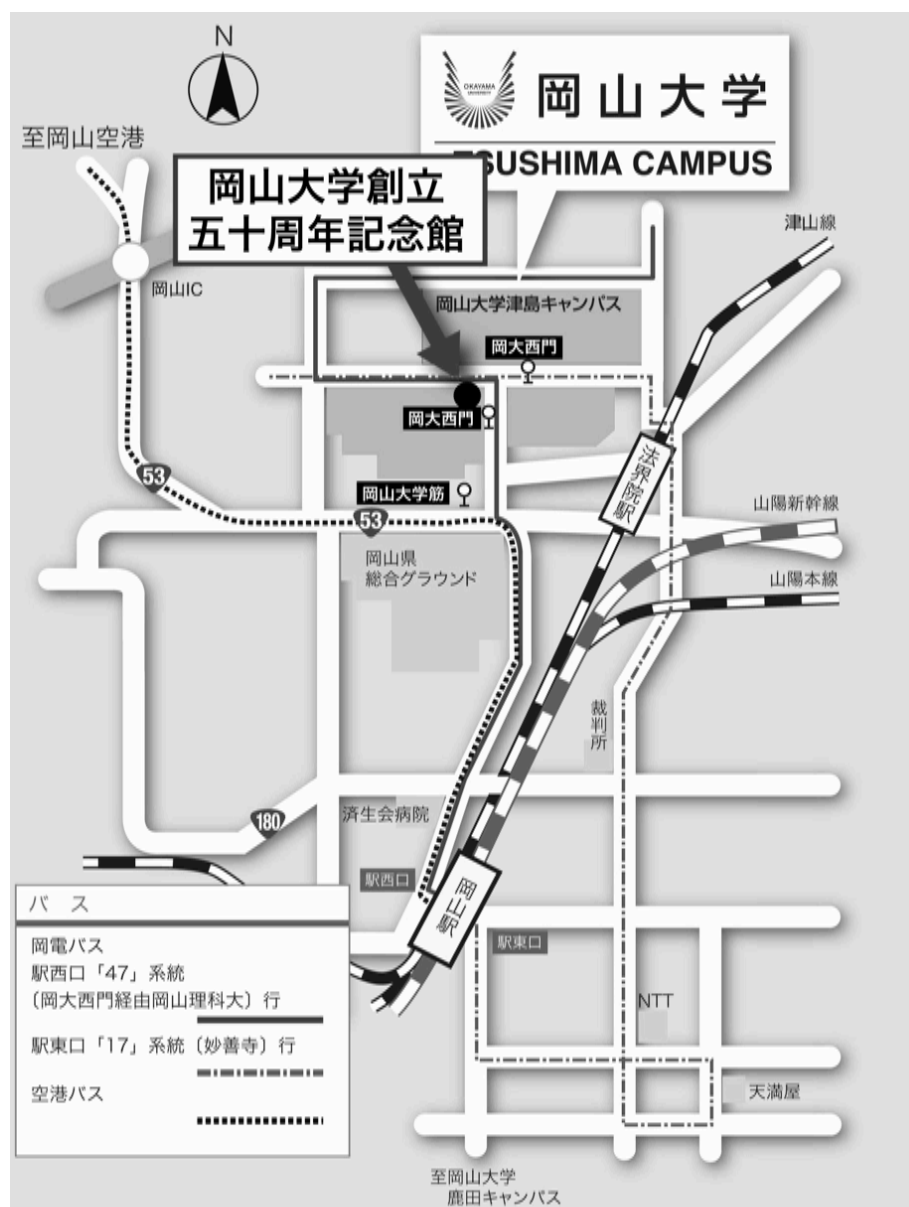 N
OKAYAMA
UNIVERSITY
岡山大学
TSUSHIMA CAMPUS
至岡山空港
岡山大学創立
五十周年記念館
津山線
岡山IC
岡山大学津島キャンパス
岡大西門
岡大西門
法界院駅
53
岡山大学筋
山陽新幹線
53
岡山県
総合グラウンド
山陽本線
裁判所
180
済生会病院
駅西口
岡山駅
バス
駅東口
岡電バス
駅西口「47」系統
〔岡大西門経由岡山理科大〕行
NTT
駅東口「17」系統〔妙善寺〕行
空港バス
天満屋
至岡山大学
鹿田キャンパス